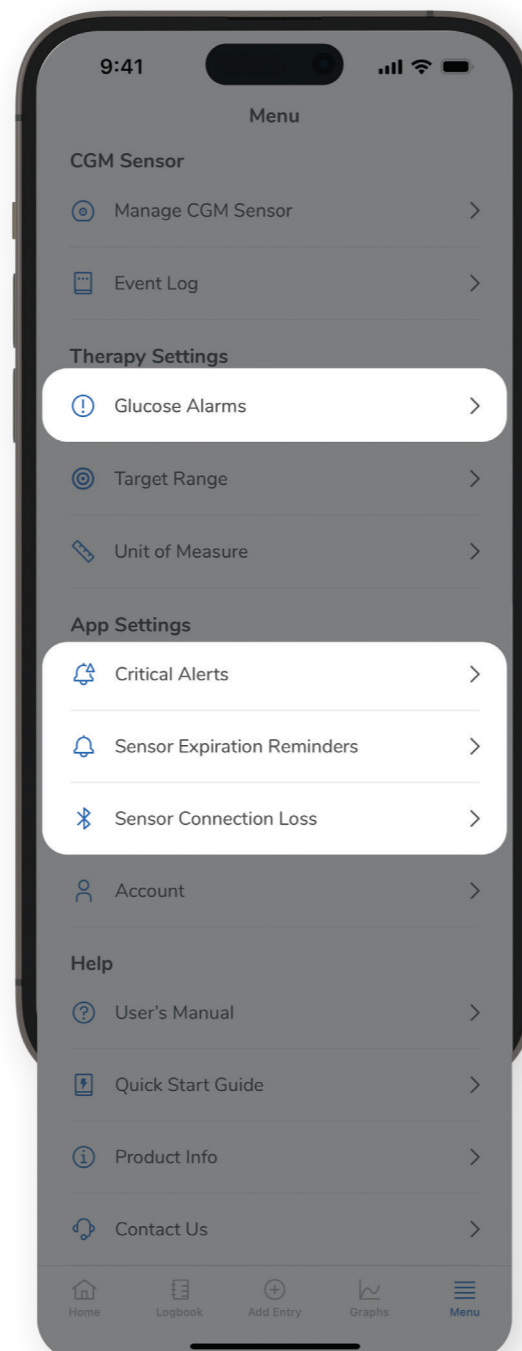 9:41
Menu
CGM Sensor
Manage CGM Sensor
Event Log
Therapy Settings
Glucose Alarms
Target Range
Unit of Measure
App Settings
Critical Alerts
Sensor Expiration Reminders
Sensor Connection Loss
Account
Help
User’s Manual
Quick Start Guide
Product Info
Contact Us
Home Logbook Add Entry Graphs Menu